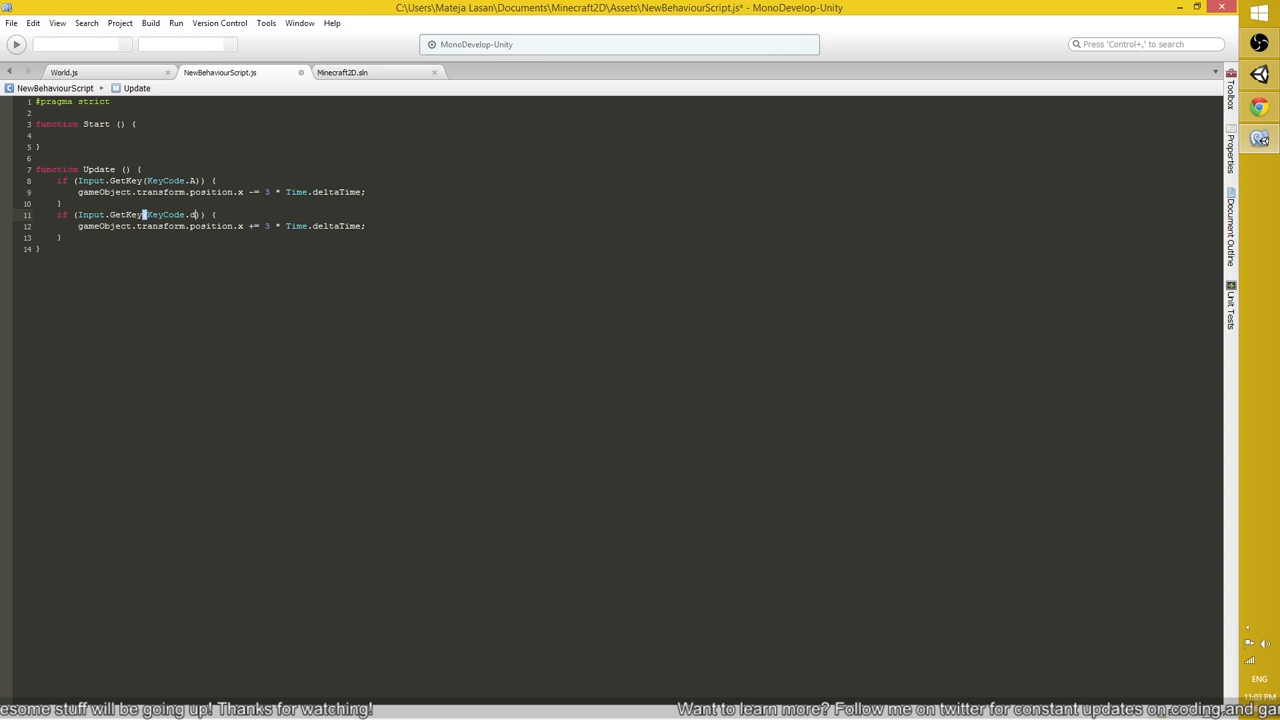 C:\Users\Mateja Lasan\Documents\Minecraft2D\Assets\NewBehaviourScript.js* - MonoDevelop-Unity
File Edit View Search Project Build Run Version Control Tools Window Help
MonoDevelop-Unity
Press 'Control+,' to search
World.js NewBehaviourScript.js Minecraft2D.sln
NewBehaviourScript Update
1 #pragma strict
2
3 function Start () {
4
5 }
6
7 function Update () {
8 if (Input.GetKey(KeyCode.A)) {
9 gameObject.transform.position.x -= 3 * Time.deltaTime;
10 }
11 if (Input.GetKey(KeyCode.d)) {
12 gameObject.transform.position.x += 3 * Time.deltaTime;
13 }
14 }
Toolbox
Properties
Document Outline
Unit Tests
ENG
11:03 PM
esome stuff will be going up! Thanks for watching! Want to learn more? Follow me on twitter for constant updates on coding and ga